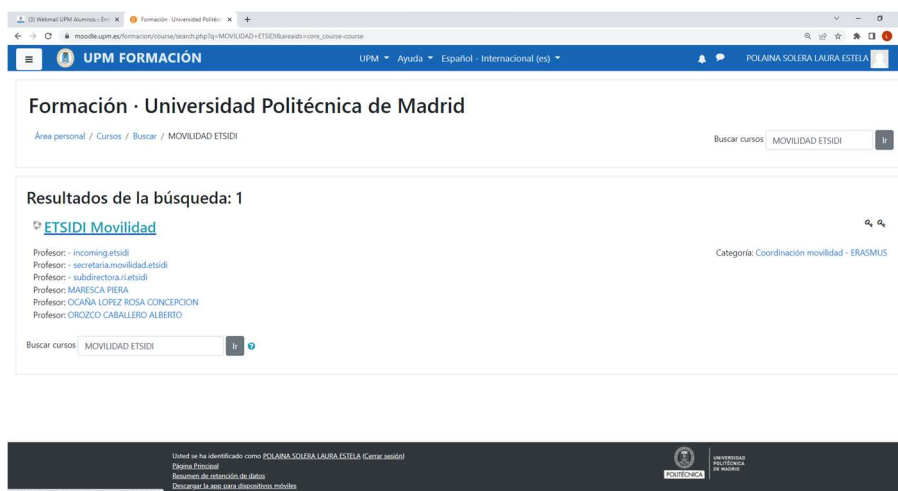 (3) Webmail UPM Alumnos :: Ent
Formación · Universidad Politéc
moodle.upm.es/formacion/course/search.php?q=MOVILIDAD+ETSIDI&areaids=core_course-course
UPM FORMACIÓN
UPM Ayuda Español - Internacional (es)
POLAINA SOLERA LAURA ESTELA
Formación · Universidad Politécnica de Madrid
Área personal / Cursos / Buscar / MOVILIDAD ETSIDI
Buscar cursos MOVILIDAD ETSIDI Ir
Resultados de la búsqueda: 1
ETSIDI Movilidad
Profesor: - incoming.etsidi
Categoría: Coordinación movilidad - ERASMUS
Profesor: - secretaria.movilidad.etsidi
Profesor: - subdirectora.ri.etsidi
Profesor: MARESCA PIERA
Profesor: OCAÑA LOPEZ ROSA CONCEPCION
Profesor: OROZCO CABALLERO ALBERTO
Buscar cursos MOVILIDAD ETSIDI Ir
Usted se ha identificado como POLAINA SOLERA LAURA ESTELA (Cerrar sesión)
Página Principal
Resumen de retención de datos
Descargar la app para dispositivos móviles
POLITÉCNICA
UNIVERSIDAD
POLITÉCNICA
DE MADRID